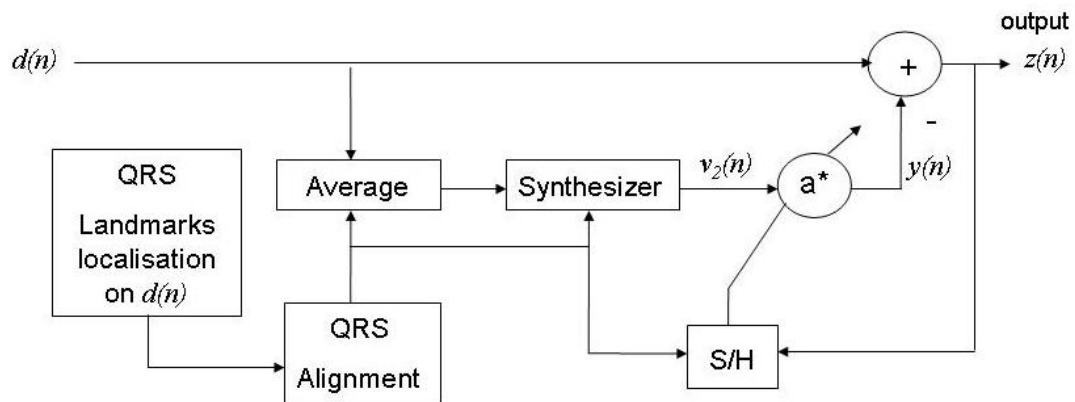 output
d(n)
+
z(n)
-
QRS
Landmarks
localisation
on d(n)
Average
Synthesizer
v₂(n)
a*
y(n)
QRS
Alignment
S/H